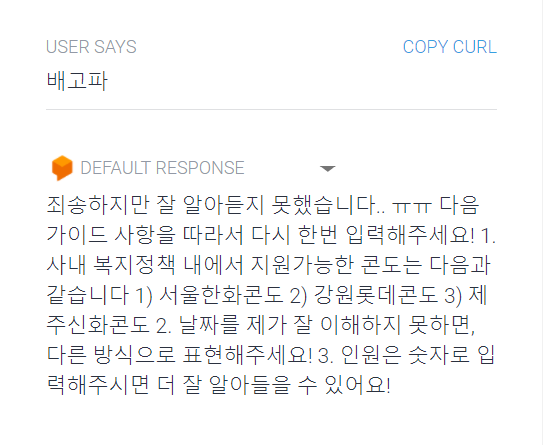 USER SAYS COPY CURL
배고파
DEFAULT RESPONSE
죄송하지만 잘 알아듣지 못했습니다.. ㅠㅠ 다음
가이드 사항을 따라서 다시 한번 입력해주세요! 1.
사내 복지정책 내에서 지원가능한 콘도는 다음과
같습니다 1) 서울한화콘도 2) 강원롯데콘도 3) 제
주신화콘도 2. 날짜를 제가 잘 이해하지 못하면,
다른 방식으로 표현해주세요! 3. 인원은 숫자로 입
력해주시면 더 잘 알아들을 수 있어요!